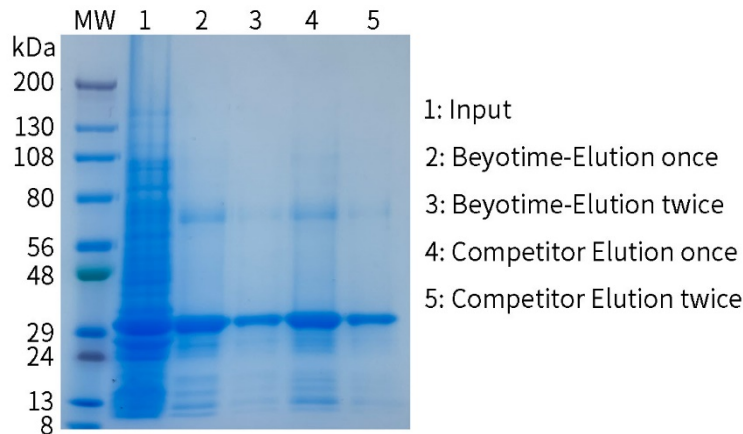 MW 1 2 3 4 5
kDa
200
130
108
80
56
48
29
24
13
8
1: Input
2: Beyotime-Elution once
3: Beyotime-Elution twice
4: Competitor Elution once
5: Competitor Elution twice